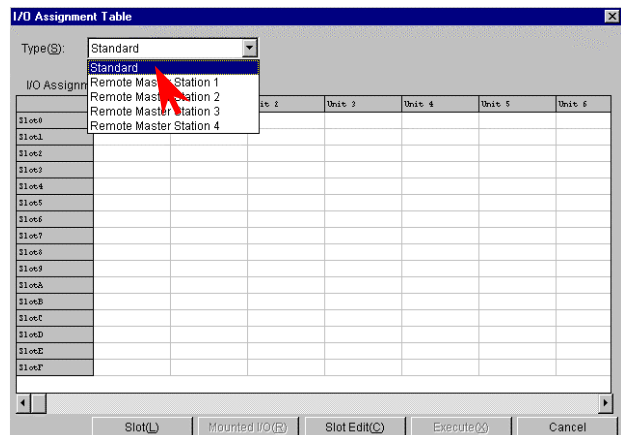 I/O Assignment Table
Type(S): Standard
Standard
I/O Assignm
Remote Master Station 1
Remote Master Station 2
Remote Master Station 3
Remote Master Station 4
Unit 3 Unit 4 Unit 5 Unit 6
Slot0
Slot1
Slot2
Slot3
Slot4
Slot5
Slot6
Slot7
Slot8
Slot9
SlotA
SlotB
SlotC
SlotD
SlotE
SlotF
Slot(L) Mounted I/O(R) Slot Edit(C) Execute(X) Cancel